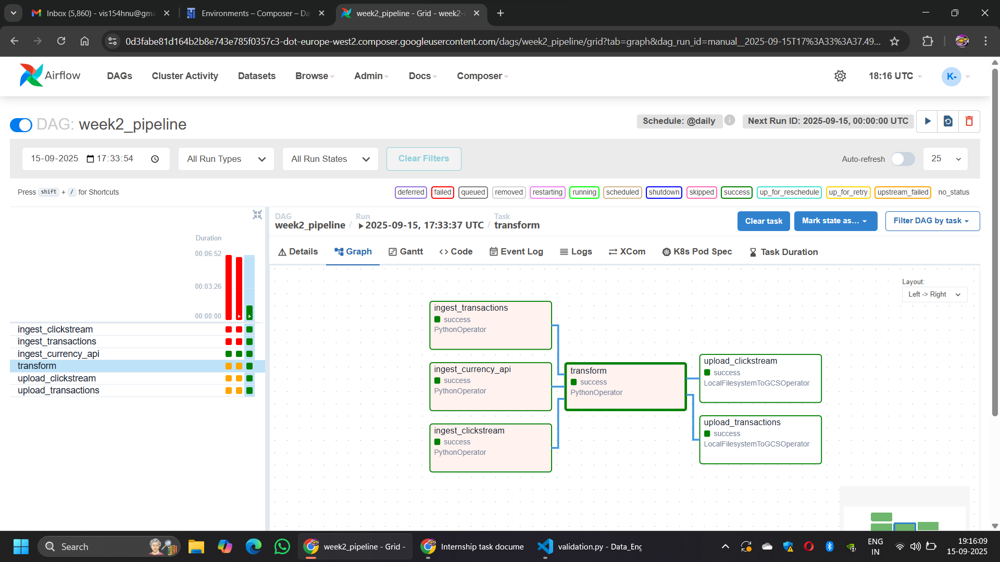 Inbox (5,860) - vis154hnu@gma
Environments – Composer – Da
week2_pipeline - Grid - week2-
0d3fabe81d164b2b8e743e785f0357c3-dot-europe-west2.composer.googleusercontent.com/dags/week2_pipeline/grid?tab=graph&dag_run_id=manual__2025-09-15T17%3A33%3A37.49...
Airflow DAGs Cluster Activity Datasets Browse Admin Docs Composer 18:16 UTC K-
DAG: week2_pipeline
Schedule: @daily Next Run ID: 2025-09-15, 00:00:00 UTC
15-09-2025 17:33:54 All Run Types All Run States Clear Filters Auto-refresh 25
Press shift + / for Shortcuts
deferred failed queued removed restarting running scheduled shutdown skipped success up_for_reschedule up_for_retry upstream_failed no_status
DAG Run Task
week2_pipeline / 2025-09-15, 17:33:37 UTC / transform
Clear task Mark state as... Filter DAG by task
Duration
00:06:52
00:03:26
00:00:00
ingest_clickstream
ingest_transactions
ingest_currency_api
transform
upload_clickstream
upload_transactions
Details Graph Gantt Code Event Log Logs XCom K8s Pod Spec Task Duration
Layout:
Left -> Right
ingest_transactions
success
PythonOperator
ingest_currency_api
success
PythonOperator
ingest_clickstream
success
PythonOperator
transform
success
PythonOperator
upload_clickstream
success
LocalFilesystemToGCSOperator
upload_transactions
success
LocalFilesystemToGCSOperator
Search
week2_pipeline - Grid -
Internship task docume
validation.py - Data_Eng
ENG
IN
19:16:09
15-09-2025